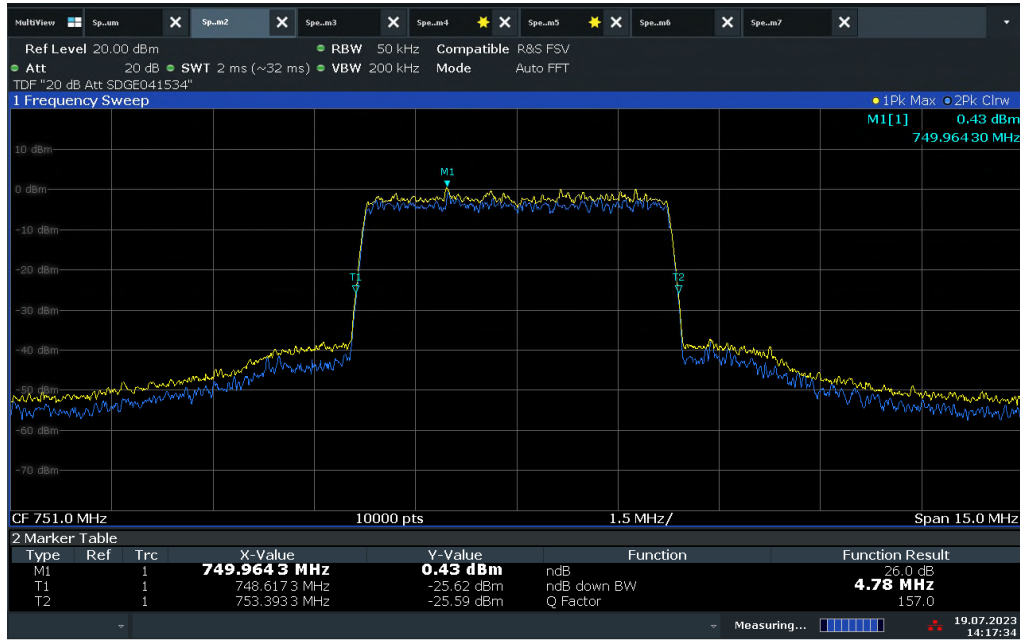 MultiView Sp..um Sp..m2 Spe..m3 Spe..m4 Spe..m5 Spe..m6 Spe..m7
Ref Level 20.00 dBm RBW 50 kHz Compatible R&S FSV
Att 20 dB SWT 2 ms (~32 ms) VBW 200 kHz Mode Auto FFT
TDF "20 dB Att SDGE041534"
1 Frequency Sweep 1Pk Max 2Pk Clrw
M1[1] 0.43 dBm
749.96430 MHz
10 dBm
M1
0 dBm
-10 dBm
-20 dBm
T1 T2
-30 dBm
-40 dBm
-50 dBm
-60 dBm
-70 dBm
CF 751.0 MHz 10000 pts 1.5 MHz/ Span 15.0 MHz
2 Marker Table
Type Ref Trc X-Value Y-Value Function Function Result
M1 1 749.964 3 MHz 0.43 dBm ndB 26.0 dB
T1 1 748.617 3 MHz -25.62 dBm ndB down BW 4.78 MHz
T2 1 753.393 3 MHz -25.59 dBm Q Factor 157.0
Measuring... 19.07.2023
14:17:34